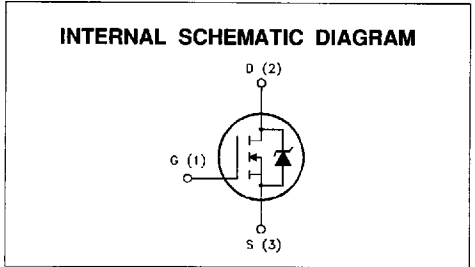 INTERNAL SCHEMATIC DIAGRAM
D (2)
G (1)
S (3)